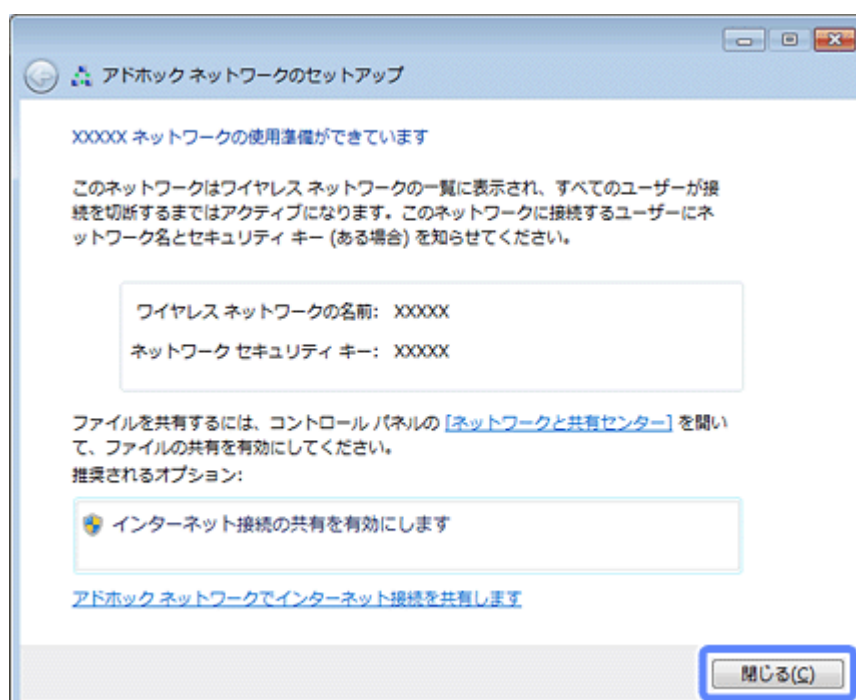 アドホック ネットワークのセットアップ
XXXXX ネットワークの使用準備ができています
このネットワークはワイヤレス ネットワークの一覧に表示され、すべてのユーザーが接
続を切断するまではアクティブになります。このネットワークに接続するユーザーにネ
ットワーク名とセキュリティ キー (ある場合) を知らせてください。
ワイヤレス ネットワークの名前: XXXXX
ネットワーク セキュリティ キー: XXXXX
ファイルを共有するには、コントロール パネルの [ネットワークと共有センター] を開い
て、ファイルの共有を有効にしてください。
推奨されるオプション:
インターネット接続の共有を有効にします
アドホック ネットワークでインターネット接続を共有します
閉じる(C)